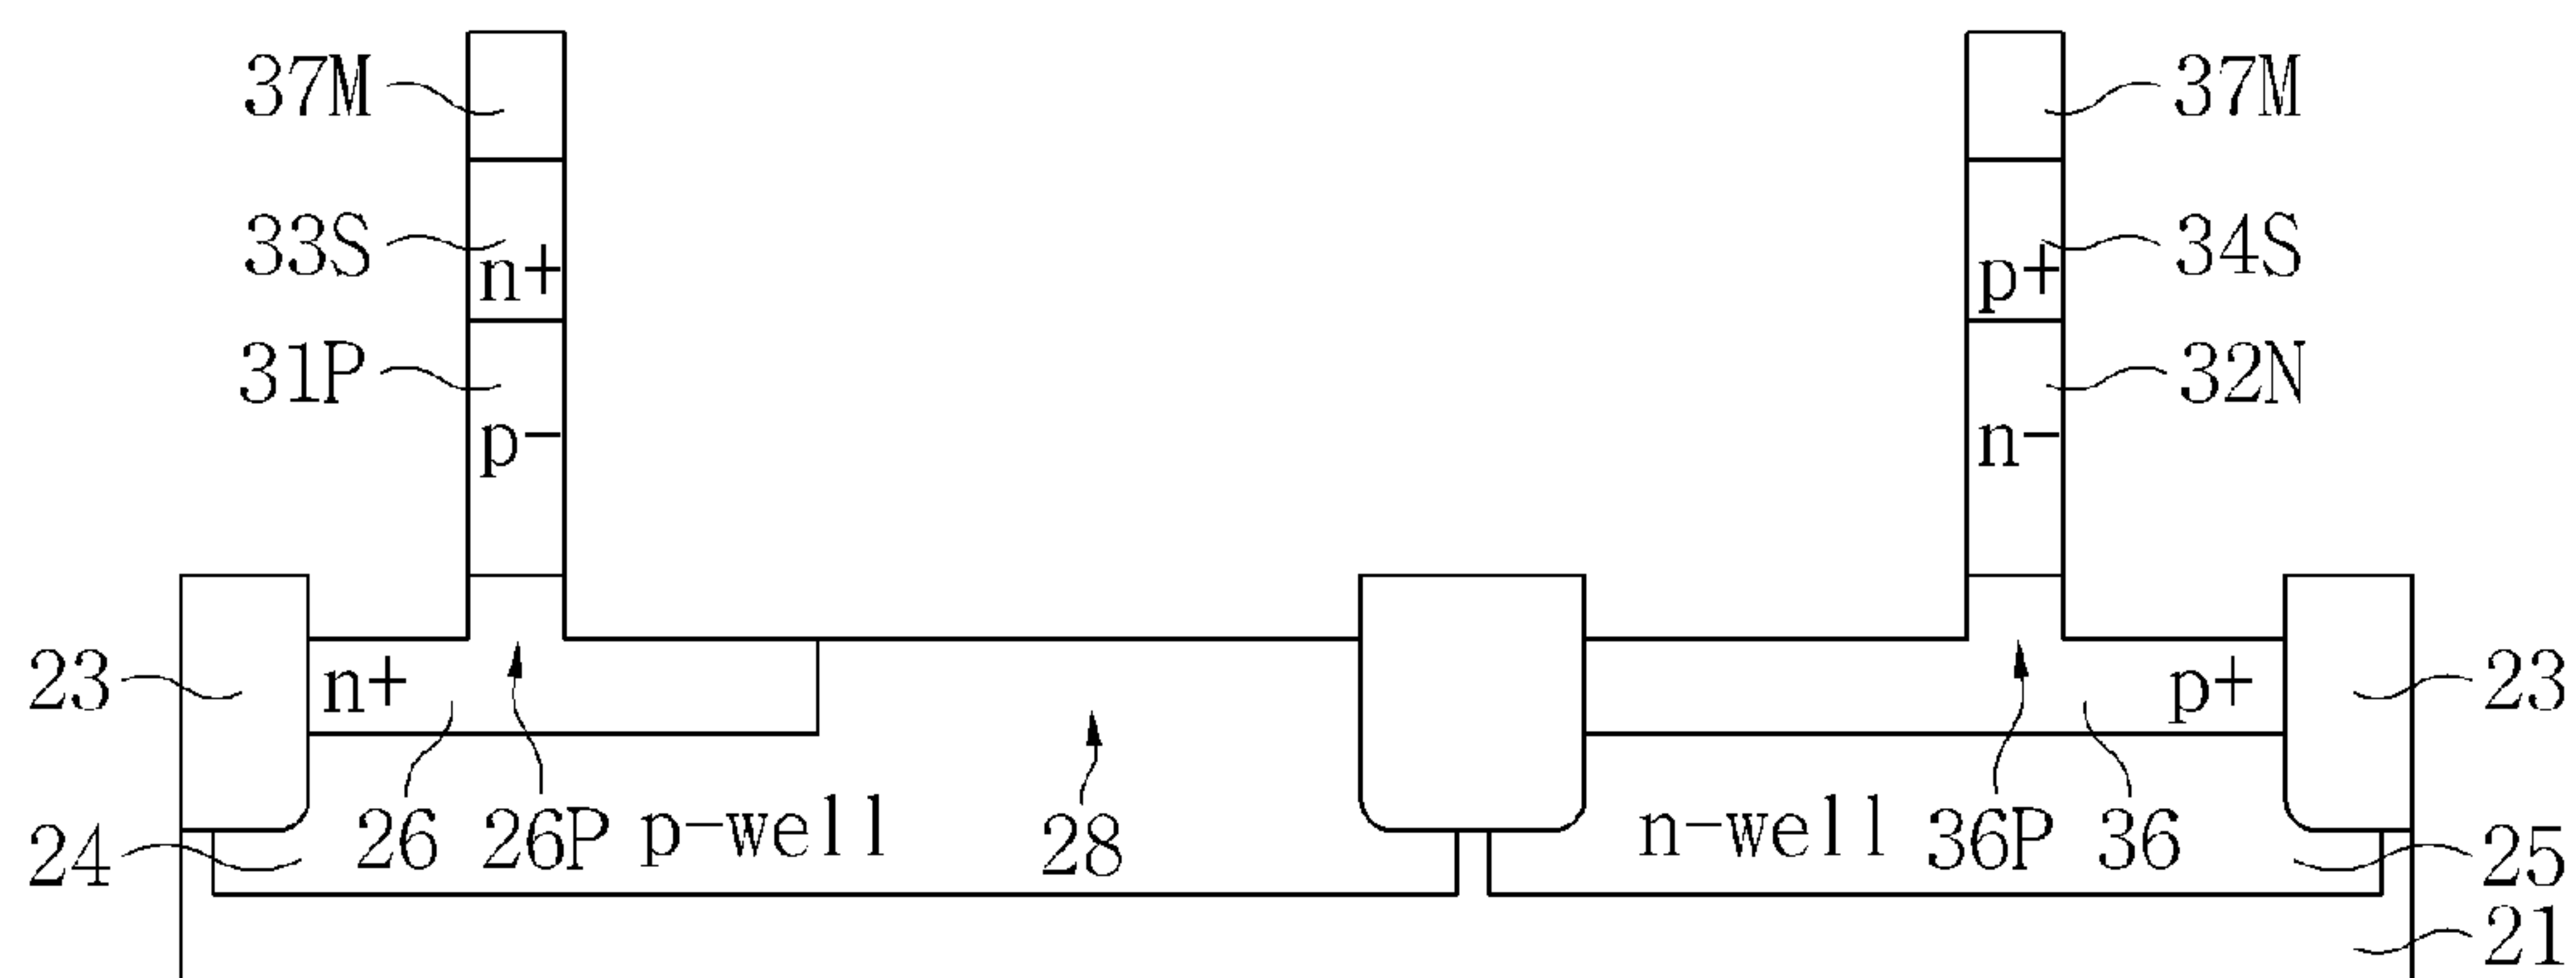 37M 37M
33S n+ p+ 34S
31P p- n- 32N
23 n+ p+ 23
24 26 26P p-well 28 n-well 36P 36 25
21